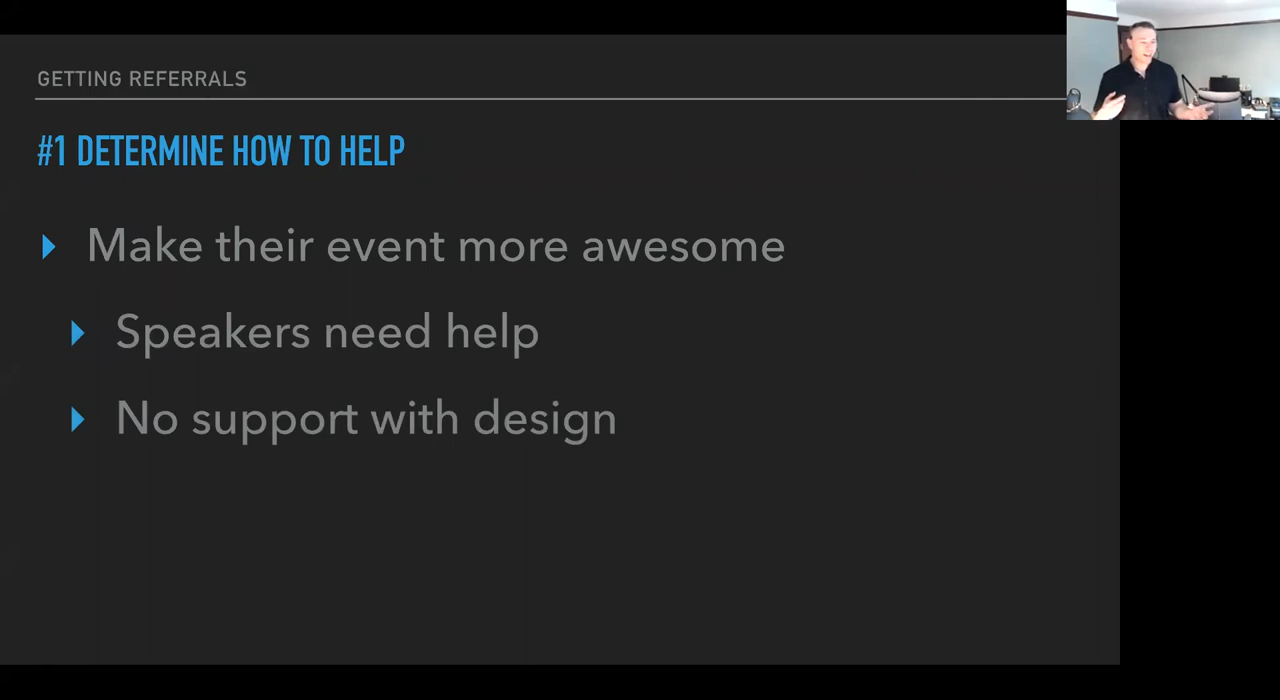 GETTING REFERRALS
#1 DETERMINE HOW TO HELP
Make their event more awesome
Speakers need help
No support with design